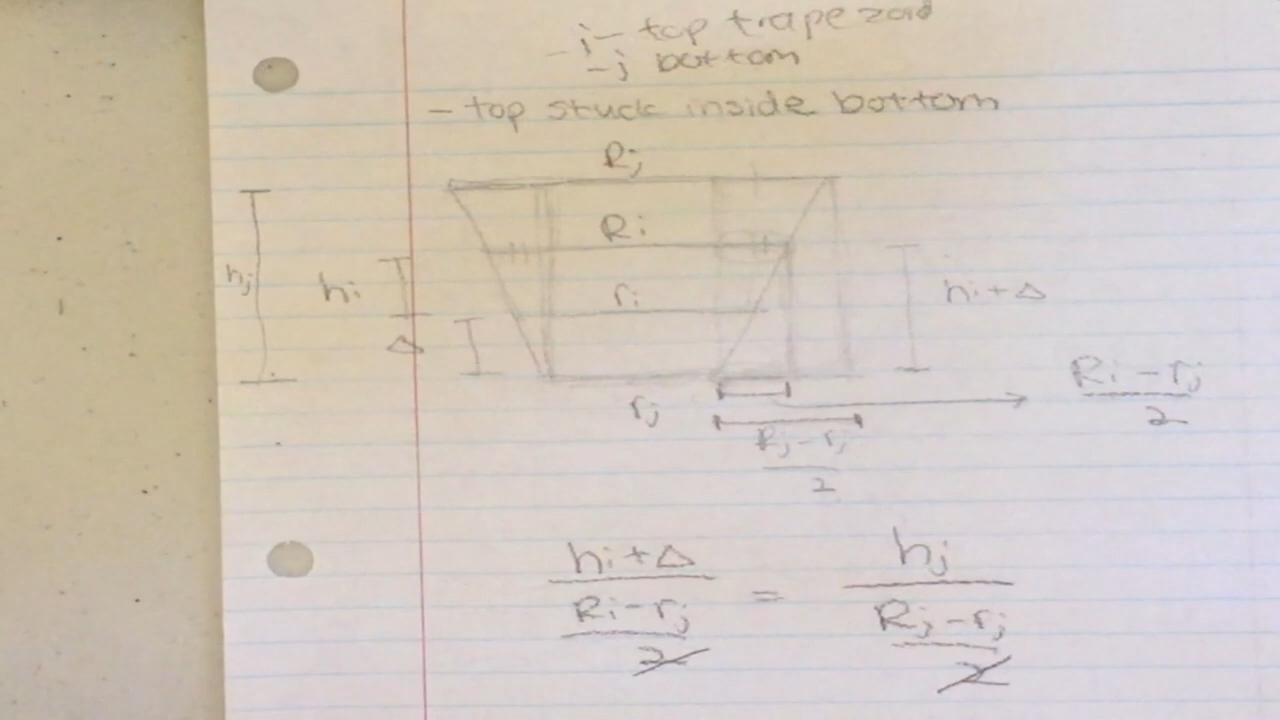 - i - top trapezoid
- j bottom
- top stuck inside bottom
Rj
Ri
hj
hi
ri
hi + Δ
Δ
rj
Ri - rj
2
Rj - rj
2
hi + Δ = hj
Ri - rj Rj - rj
2 2